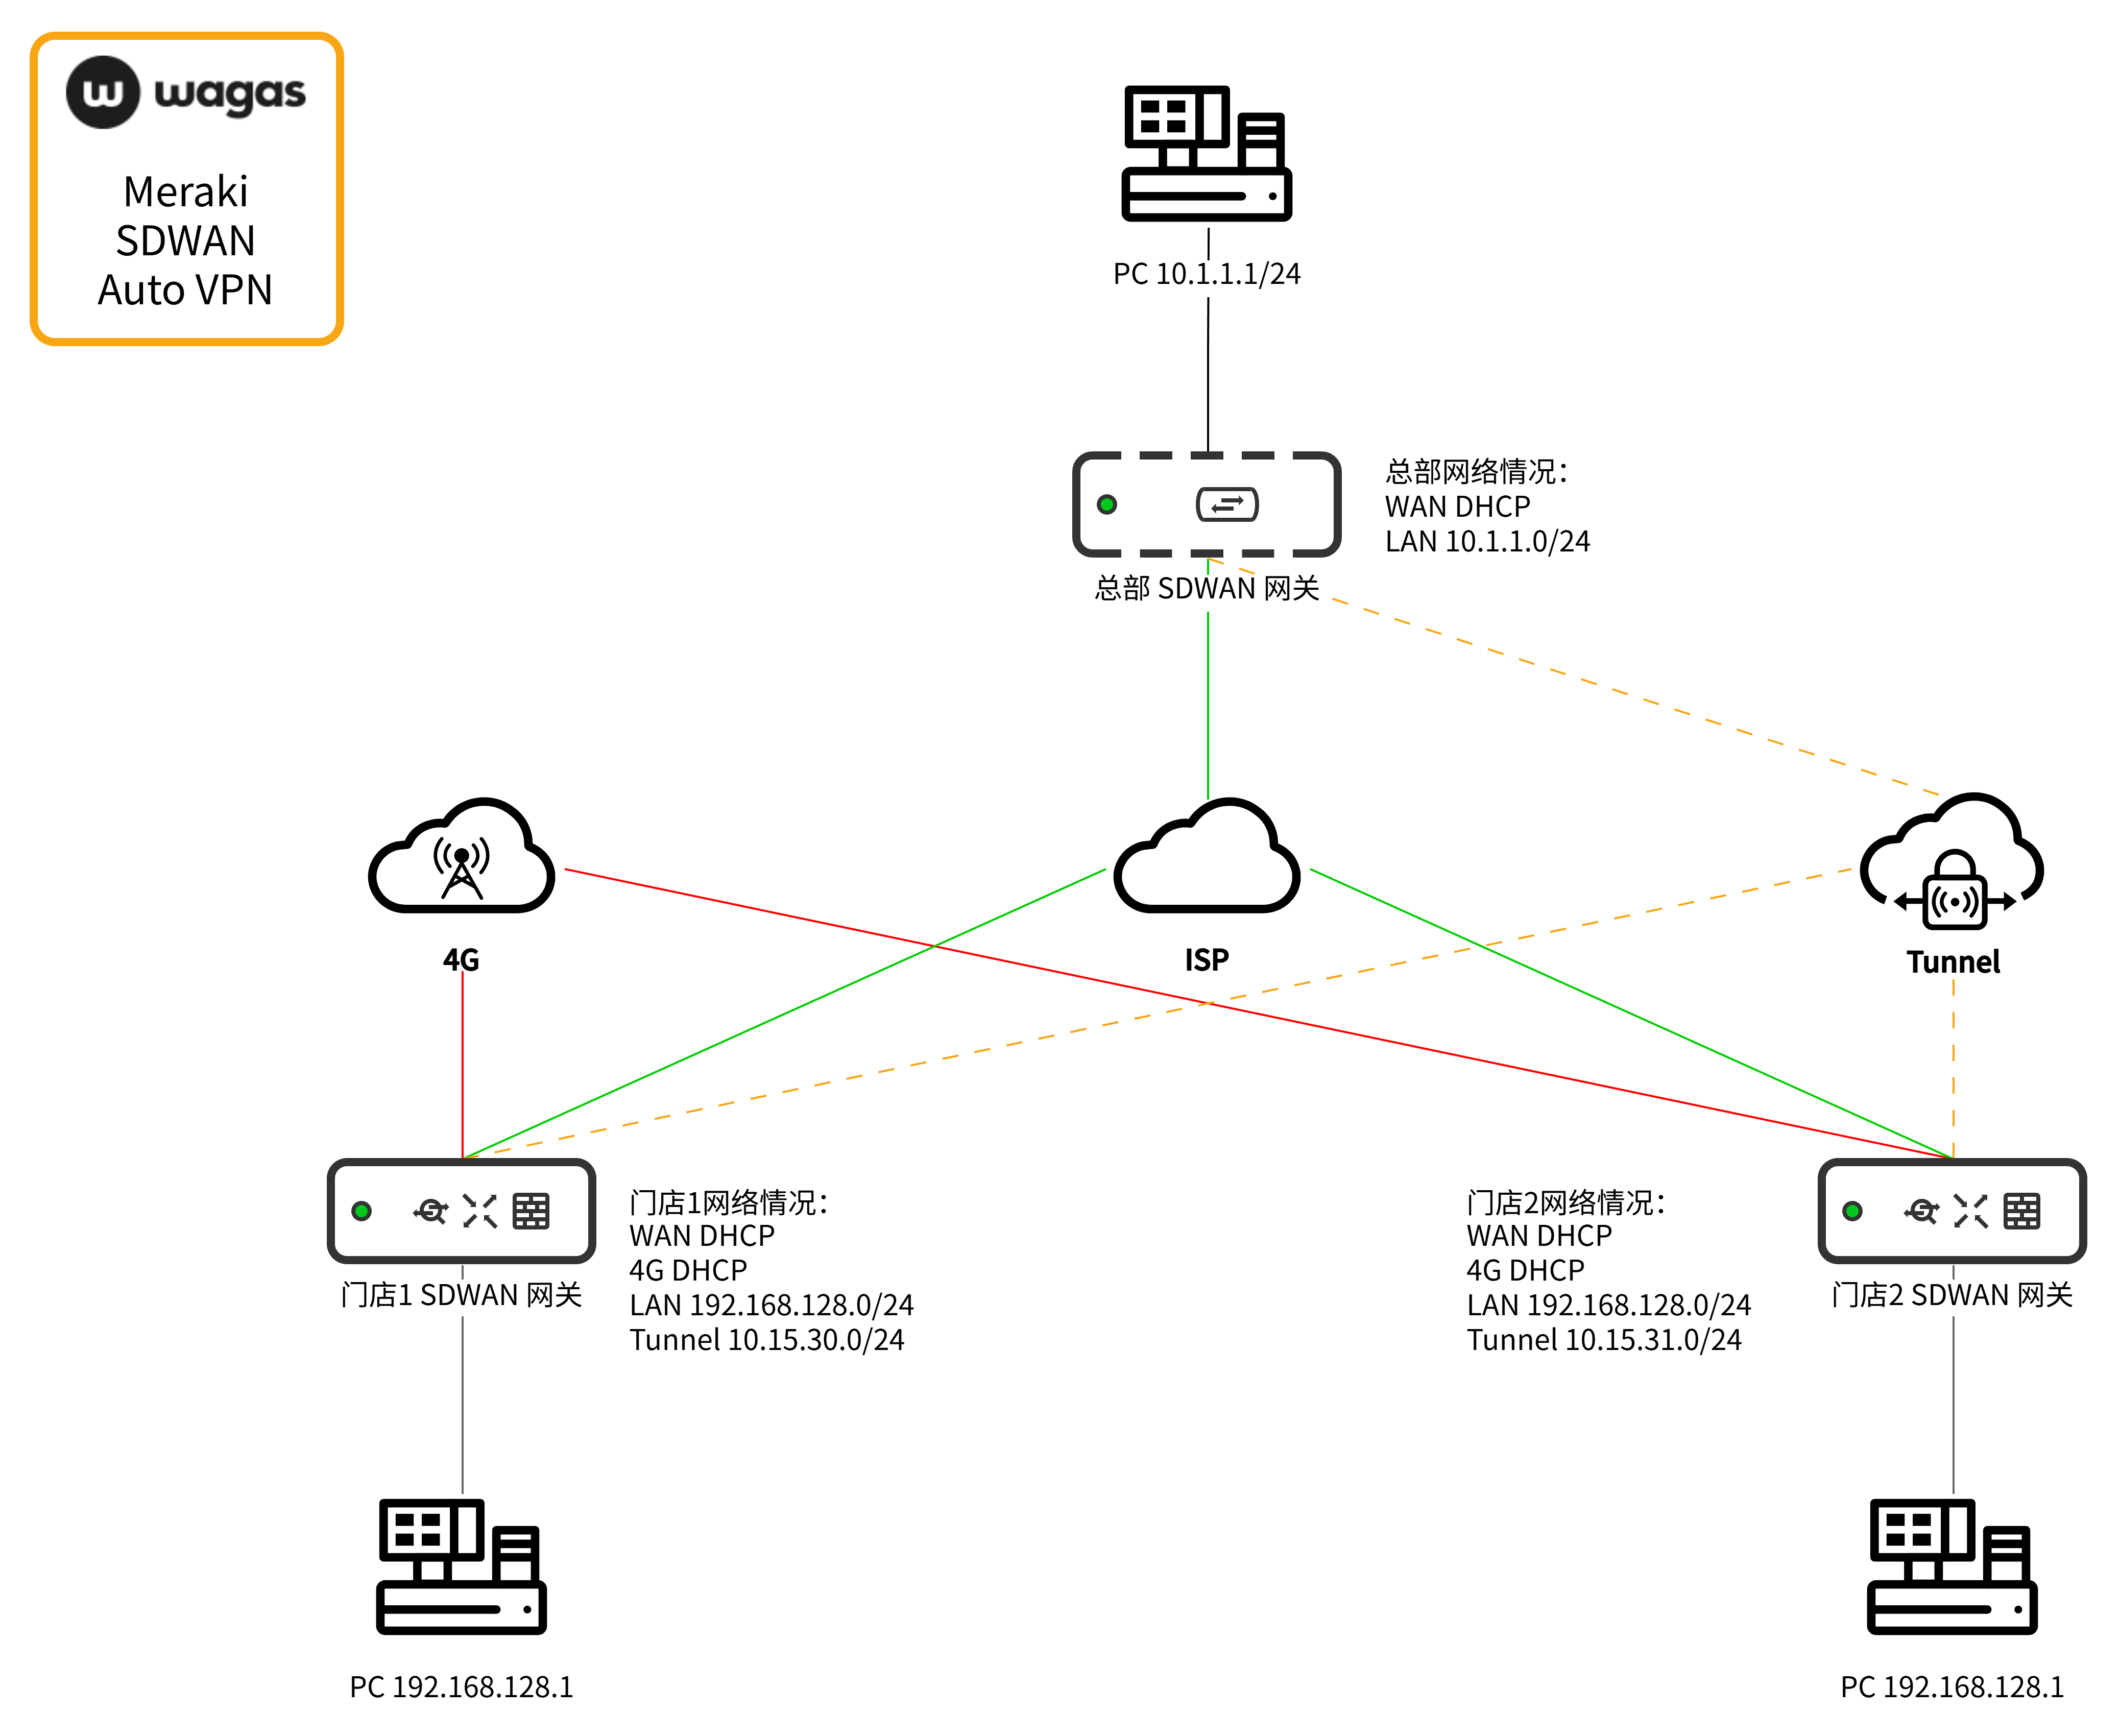 wagas
Meraki
SDWAN
Auto VPN
PC 10.1.1.1/24
总部网络情况：
WAN DHCP
LAN 10.1.1.0/24
总部 SDWAN 网关
4G
ISP
Tunnel
门店1 SDWAN 网关
门店1网络情况：
WAN DHCP
4G DHCP
LAN 192.168.128.0/24
Tunnel 10.15.30.0/24
门店2网络情况：
WAN DHCP
4G DHCP
LAN 192.168.128.0/24
Tunnel 10.15.31.0/24
门店2 SDWAN 网关
PC 192.168.128.1
PC 192.168.128.1